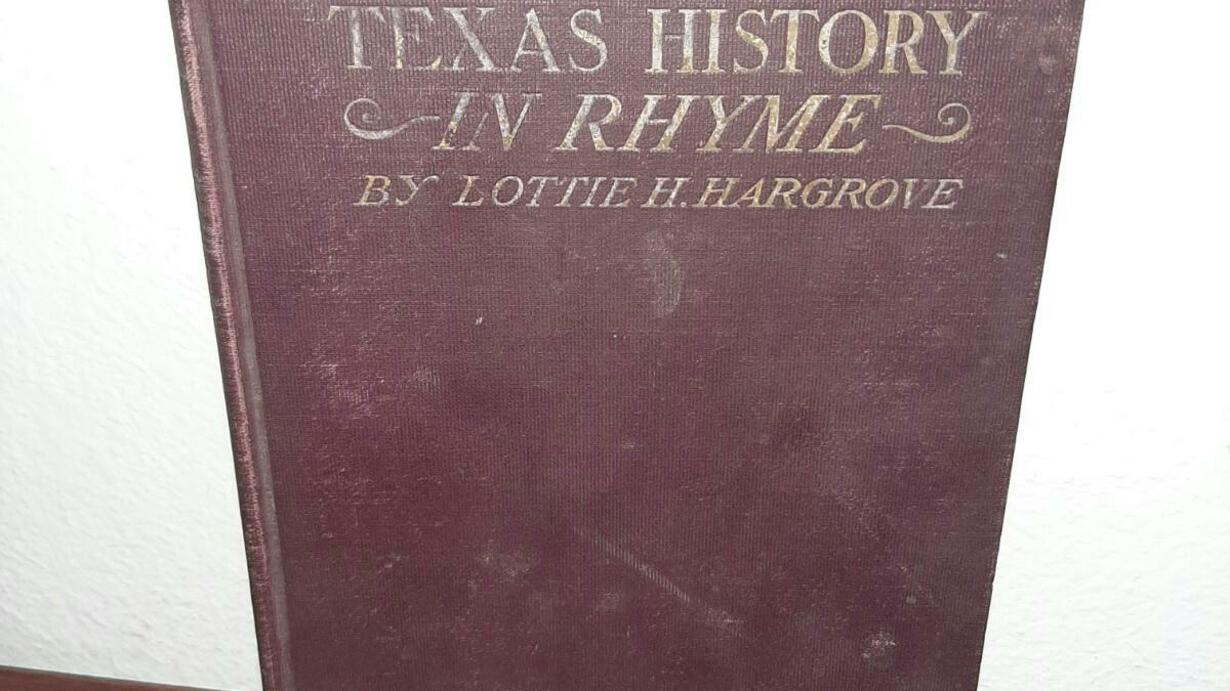 TEXAS HISTORY
IN RHYME
BY LOTTIE H. HARGROVE